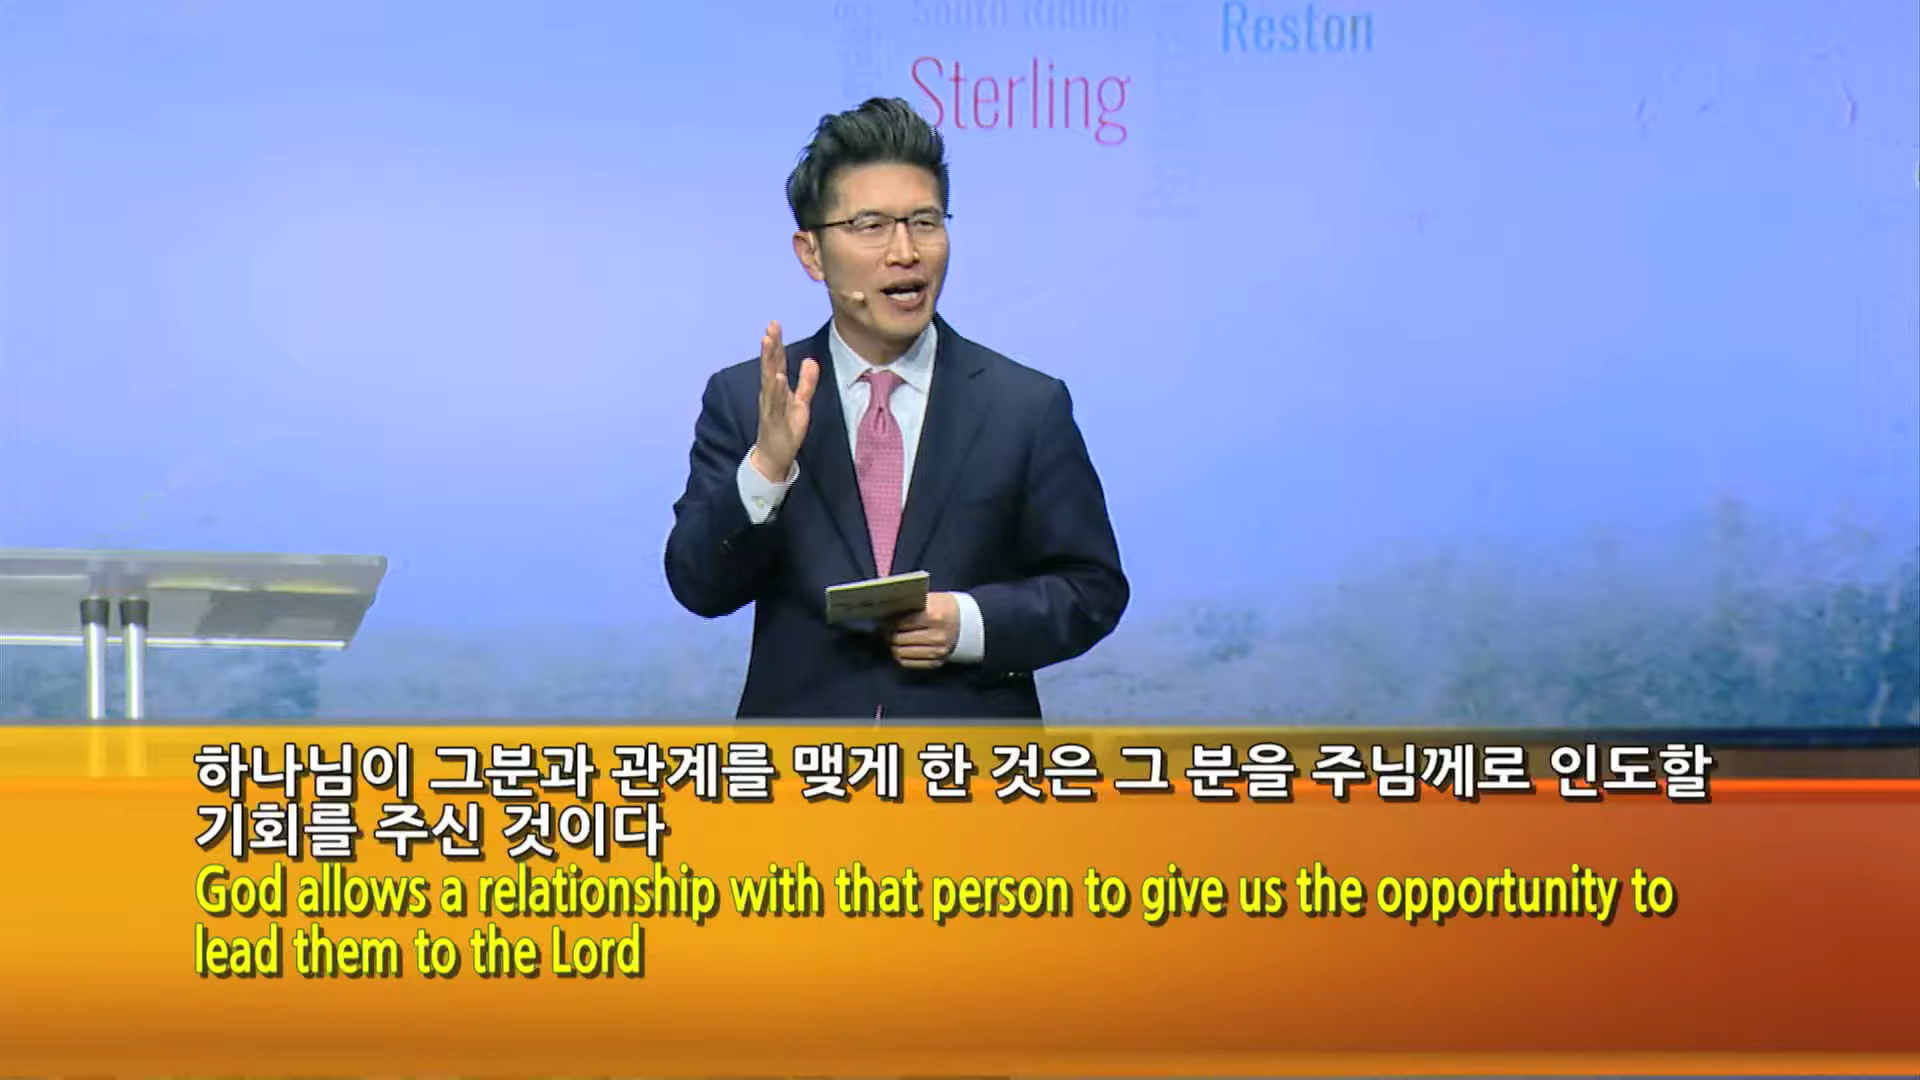 South Riding
Reston
Sterling
하나님이 그분과 관계를 맺게 한 것은 그 분을 주님께로 인도할
기회를 주신 것이다
God allows a relationship with that person to give us the opportunity to
lead them to the Lord